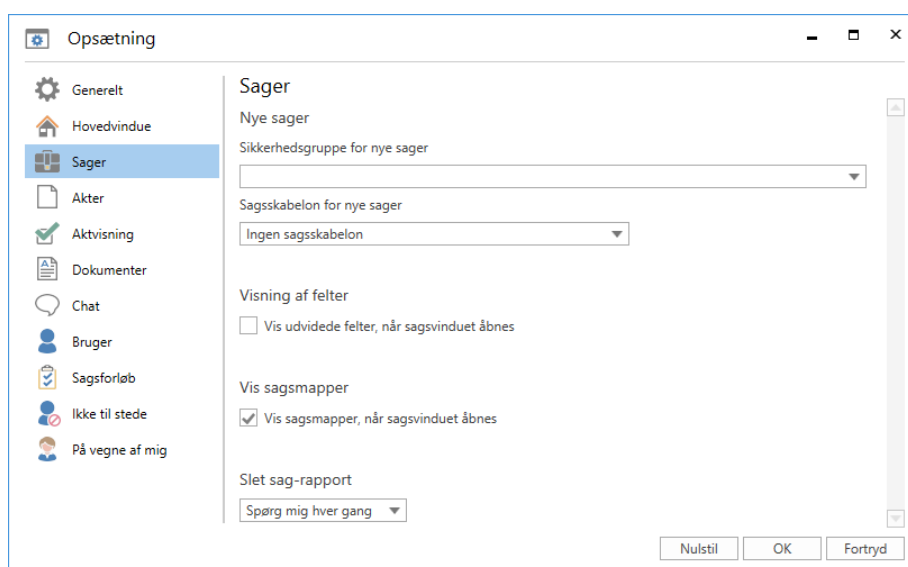 Opsætning
Generelt
Hovedvindue
Sager
Akter
Aktvisning
Dokumenter
Chat
Bruger
Sagsforløb
Ikke til stede
På vegne af mig
Sager
Nye sager
Sikkerhedsgruppe for nye sager
Sagsskabelon for nye sager
Ingen sagsskabelon
Visning af felter
Vis udvidede felter, når sagsvinduet åbnes
Vis sagsmapper
Vis sagsmapper, når sagsvinduet åbnes
Slet sag-rapport
Spørg mig hver gang
Nulstil
OK
Fortryd